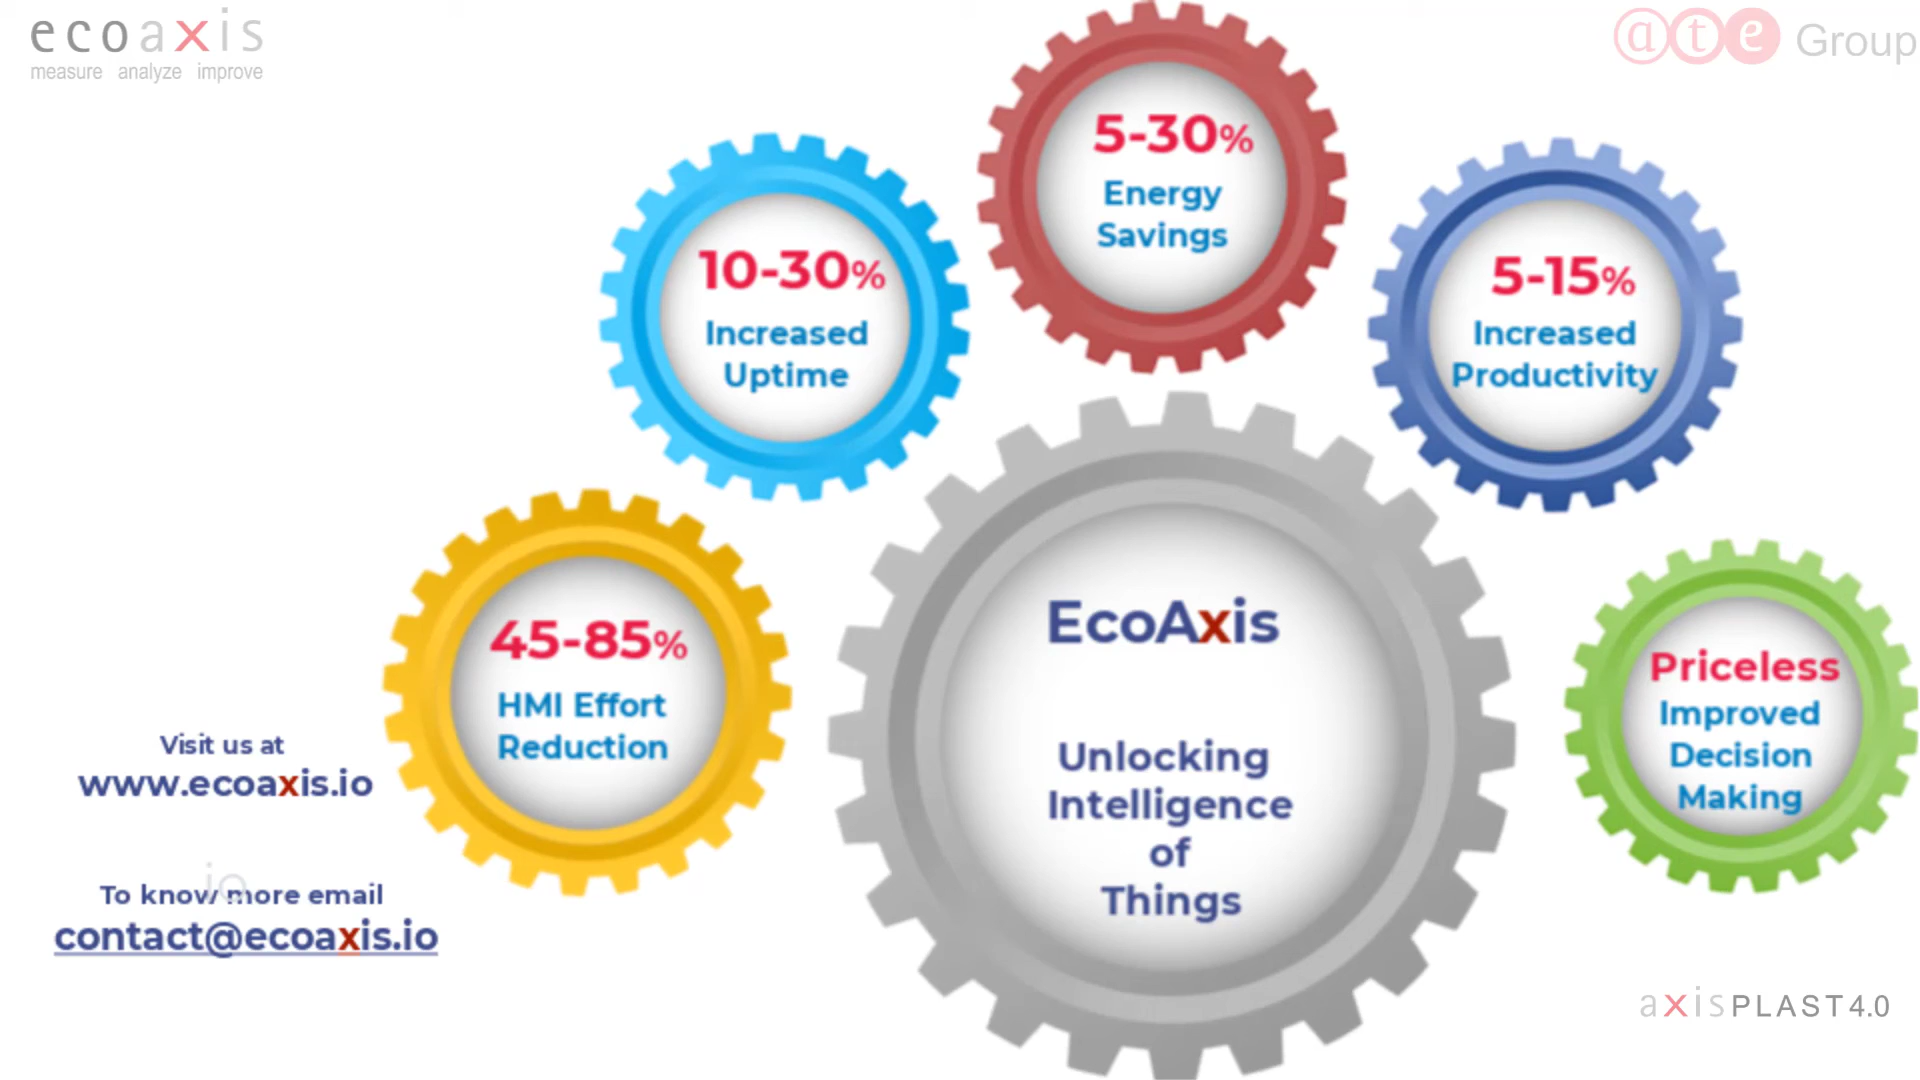 ecoaxis
measure analyze improve
ate Group
5-30%
Energy
Savings
10-30%
Increased
Uptime
5-15%
Increased
Productivity
45-85%
HMI Effort
Reduction
EcoAxis
Unlocking
Intelligence
of
Things
Priceless
Improved
Decision
Making
Visit us at
www.ecoaxis.io
io
To know more email
contact@ecoaxis.io
axisPLAST4.0